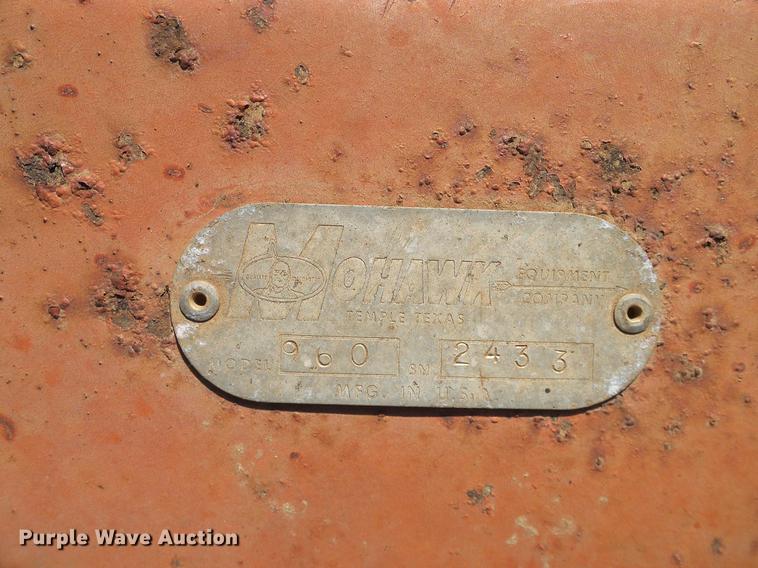 MOHAWK EQUIPMENT
COMPANY
TEMPLE TEXAS
MODEL 960 SN 2433
MFG. IN U.S.A.
Purple Wave Auction